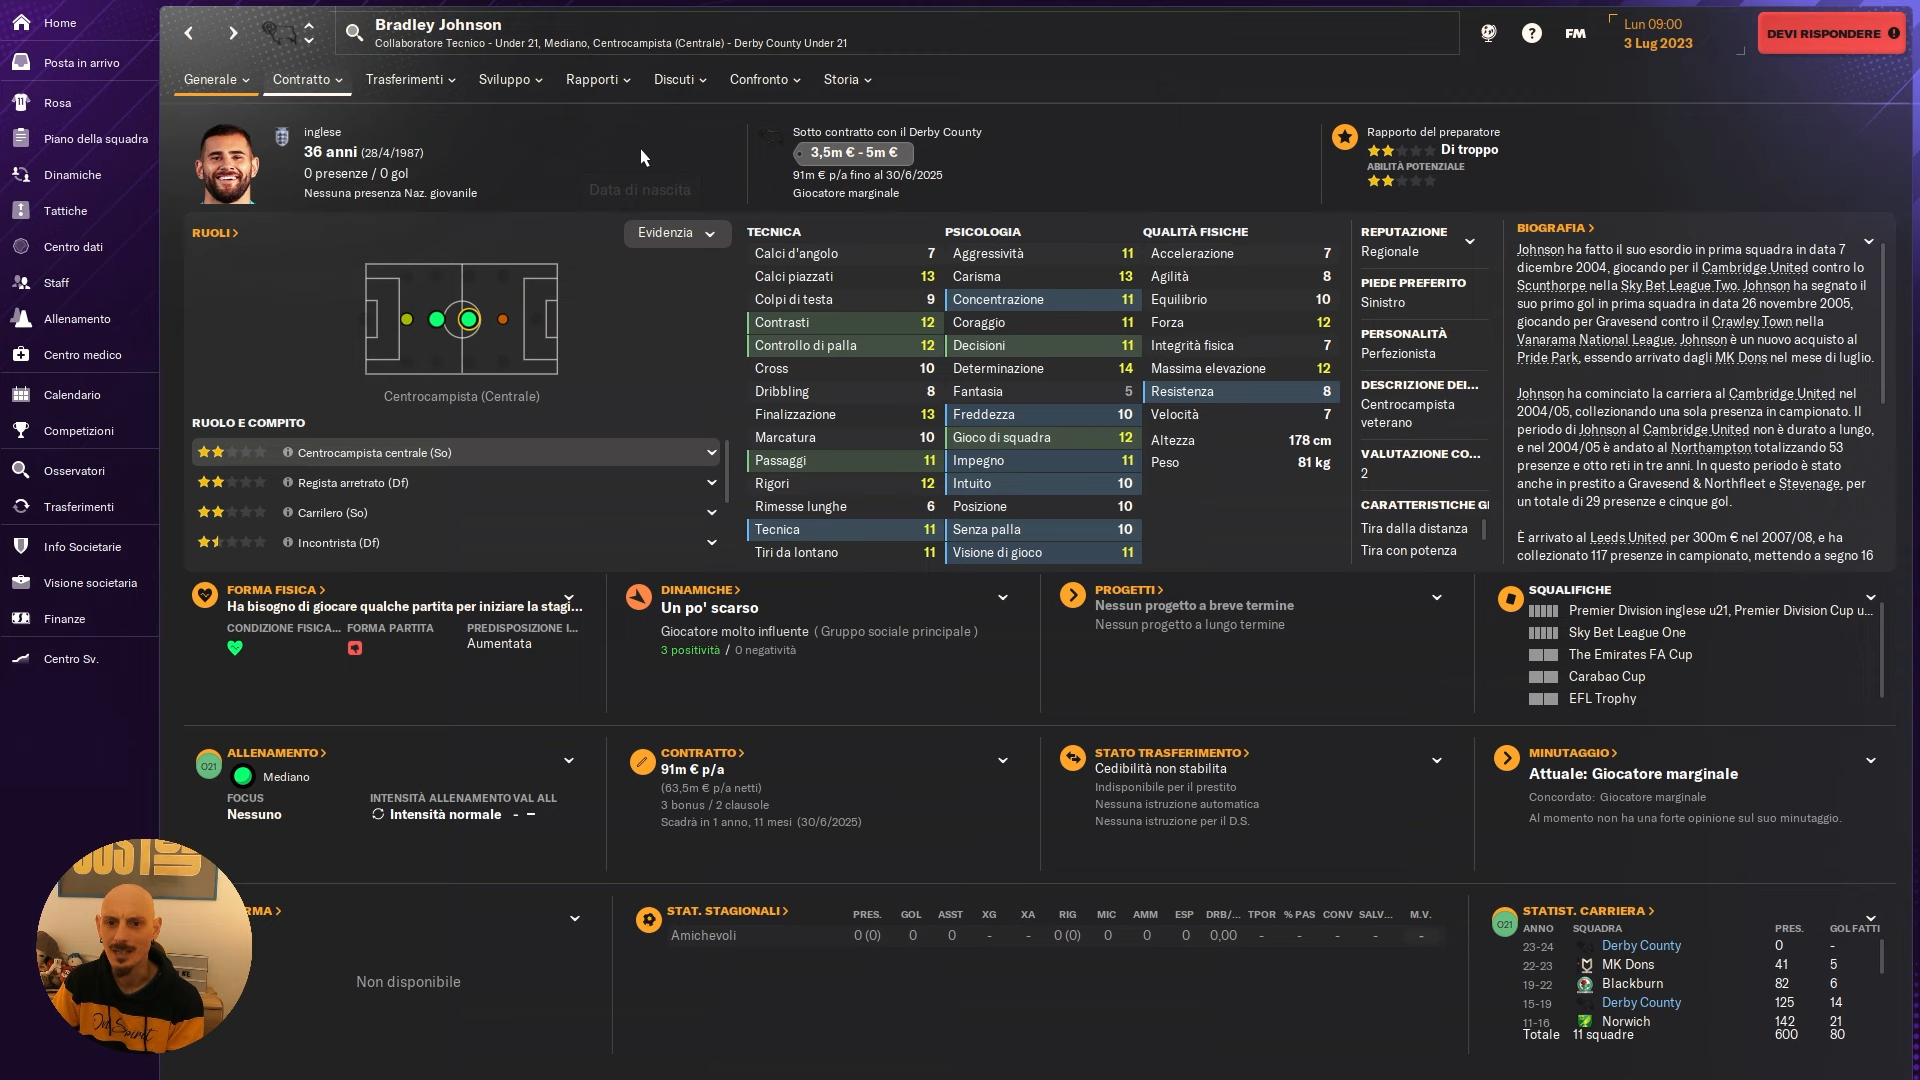 Home
Posta in arrivo
Rosa
Piano della squadra
Dinamiche
Tattiche
Centro dati
Staff
Allenamento
Centro medico
Calendario
Competizioni
Osservatori
Trasferimenti
Info Societarie
Visione societaria
Finanze
Centro Sv.
Bradley Johnson
Collaboratore Tecnico - Under 21, Mediano, Centrocampista (Centrale) - Derby County Under 21
FM
Lun 09:00
3 Lug 2023
DEVI RISPONDERE
Generale Contratto Trasferimenti Sviluppo Rapporti Discuti Confronto Storia
inglese
36 anni (28/4/1987)
0 presenze / 0 gol
Nessuna presenza Naz. giovanile
Data di nascita
Sotto contratto con il Derby County
3,5m € - 5m €
91m € p/a fino al 30/6/2025
Giocatore marginale
Rapporto del preparatore
Di troppo
ABILITÀ POTENZIALE
RUOLI
Evidenzia
Centrocampista (Centrale)
RUOLO E COMPITO
Centrocampista centrale (So)
Regista arretrato (Df)
Carrilero (So)
Incontrista (Df)
TECNICA
Calci d'angolo 7
Calci piazzati 13
Colpi di testa 9
Contrasti 12
Controllo di palla 12
Cross 10
Dribbling 8
Finalizzazione 13
Marcatura 10
Passaggi 11
Rigori 12
Rimesse lunghe 6
Tecnica 11
Tiri da lontano 11
PSICOLOGIA
Aggressività 11
Carisma 13
Concentrazione 11
Coraggio 11
Decisioni 11
Determinazione 14
Fantasia 5
Freddezza 10
Gioco di squadra 12
Impegno 11
Intuito 10
Posizione 10
Senza palla 10
Visione di gioco 11
QUALITÀ FISICHE
Accelerazione 7
Agilità 8
Equilibrio 10
Forza 12
Integrità fisica 7
Massima elevazione 12
Resistenza 8
Velocità 7
Altezza 178 cm
Peso 81 kg
REPUTAZIONE
Regionale
PIEDE PREFERITO
Sinistro
PERSONALITÀ
Perfezionista
DESCRIZIONE DEI...
Centrocampista
veterano
VALUTAZIONE CO...
2
CARATTERISTICHE GI
Tira dalla distanza
Tira con potenza
BIOGRAFIA
Johnson ha fatto il suo esordio in prima squadra in data 7
dicembre 2004, giocando per il Cambridge United contro lo
Scunthorpe nella Sky Bet League Two. Johnson ha segnato il
suo primo gol in prima squadra in data 26 novembre 2005,
giocando per Gravesend contro il Crawley Town nella
Vanarama National League. Johnson è un nuovo acquisto al
Pride Park, essendo arrivato dagli MK Dons nel mese di luglio.
Johnson ha cominciato la carriera al Cambridge United nel
2004/05, collezionando una sola presenza in campionato. Il
periodo di Johnson al Cambridge United non è durato a lungo,
e nel 2004/05 è andato al Northampton totalizzando 53
presenze e otto reti in tre anni. In questo periodo è stato
anche in prestito a Gravesend & Northfleet e Stevenage, per
un totale di 29 presenze e cinque gol.
È arrivato al Leeds United per 300m € nel 2007/08, e ha
collezionato 117 presenze in campionato, mettendo a segno 16
FORMA FISICA
Ha bisogno di giocare qualche partita per iniziare la stagi...
CONDIZIONE FISICA... FORMA PARTITA PREDISPOSIZIONE I...
Aumentata
DINAMICHE
Un po' scarso
Giocatore molto influente ( Gruppo sociale principale )
3 positività / 0 negatività
PROGETTI
Nessun progetto a breve termine
Nessun progetto a lungo termine
SQUALIFICHE
Premier Division inglese u21, Premier Division Cup u...
Sky Bet League One
The Emirates FA Cup
Carabao Cup
EFL Trophy
O21
ALLENAMENTO
Mediano
FOCUS INTENSITÀ ALLENAMENTO VAL ALL
Nessuno Intensità normale - –
CONTRATTO
91m € p/a
(63,5m € p/a netti)
3 bonus / 2 clausole
Scadrà in 1 anno, 11 mesi (30/6/2025)
STATO TRASFERIMENTO
Cedibilità non stabilita
Indisponibile per il prestito
Nessuna istruzione automatica
Nessuna istruzione per il D.S.
MINUTAGGIO
Attuale: Giocatore marginale
Concordato: Giocatore marginale
Al momento non ha una forte opinione sul suo minutaggio.
RMA
Non disponibile
STAT. STAGIONALI PRES. GOL ASST XG XA RIG MIC AMM ESP DRB/... TPOR % PAS CONV SALV... M.V.
Amichevoli 0 (0) 0 0 - - 0 (0) 0 0 0 0,00 - - - - -
O21
STATIST. CARRIERA
ANNO SQUADRA PRES. GOL FATTI
23-24 Derby County 0 -
22-23 MK Dons 41 5
19-22 Blackburn 82 6
15-19 Derby County 125 14
11-16 Norwich 142 21
Totale 11 squadre 600 80